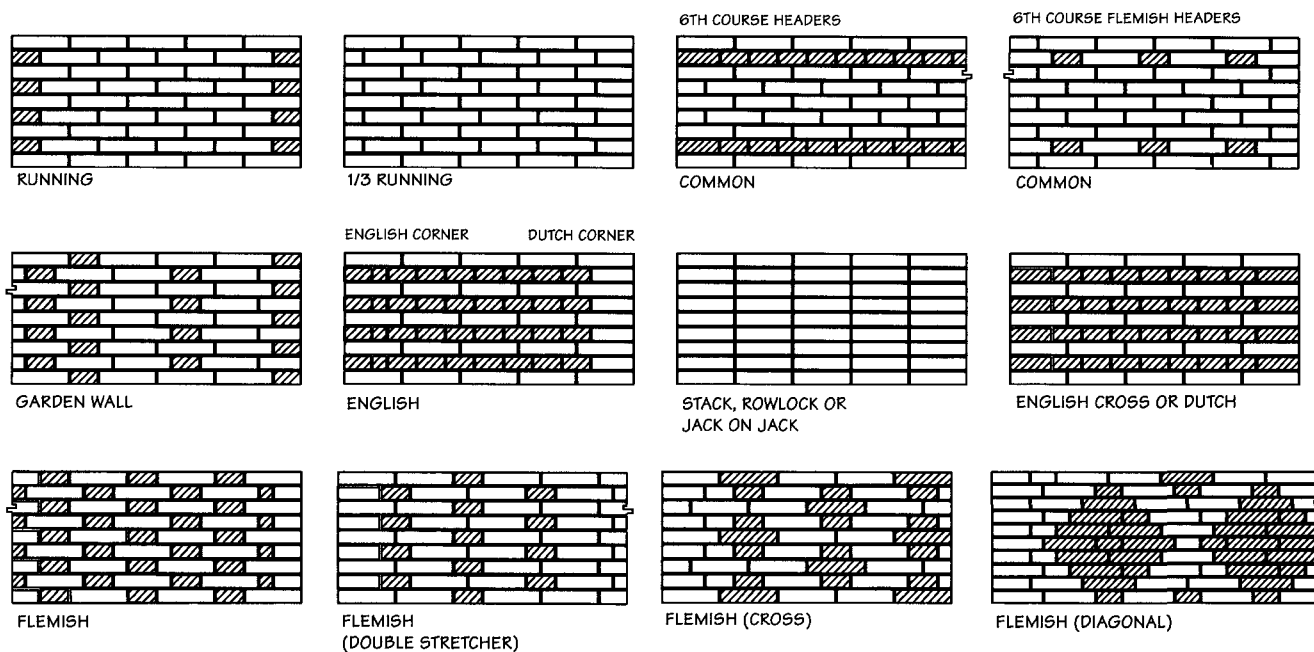 6TH COURSE HEADERS
6TH COURSE FLEMISH HEADERS
RUNNING
1/3 RUNNING
COMMON
COMMON
ENGLISH CORNER
DUTCH CORNER
GARDEN WALL
ENGLISH
STACK, ROWLOCK OR
JACK ON JACK
ENGLISH CROSS OR DUTCH
FLEMISH
FLEMISH
(DOUBLE STRETCHER)
FLEMISH (CROSS)
FLEMISH (DIAGONAL)